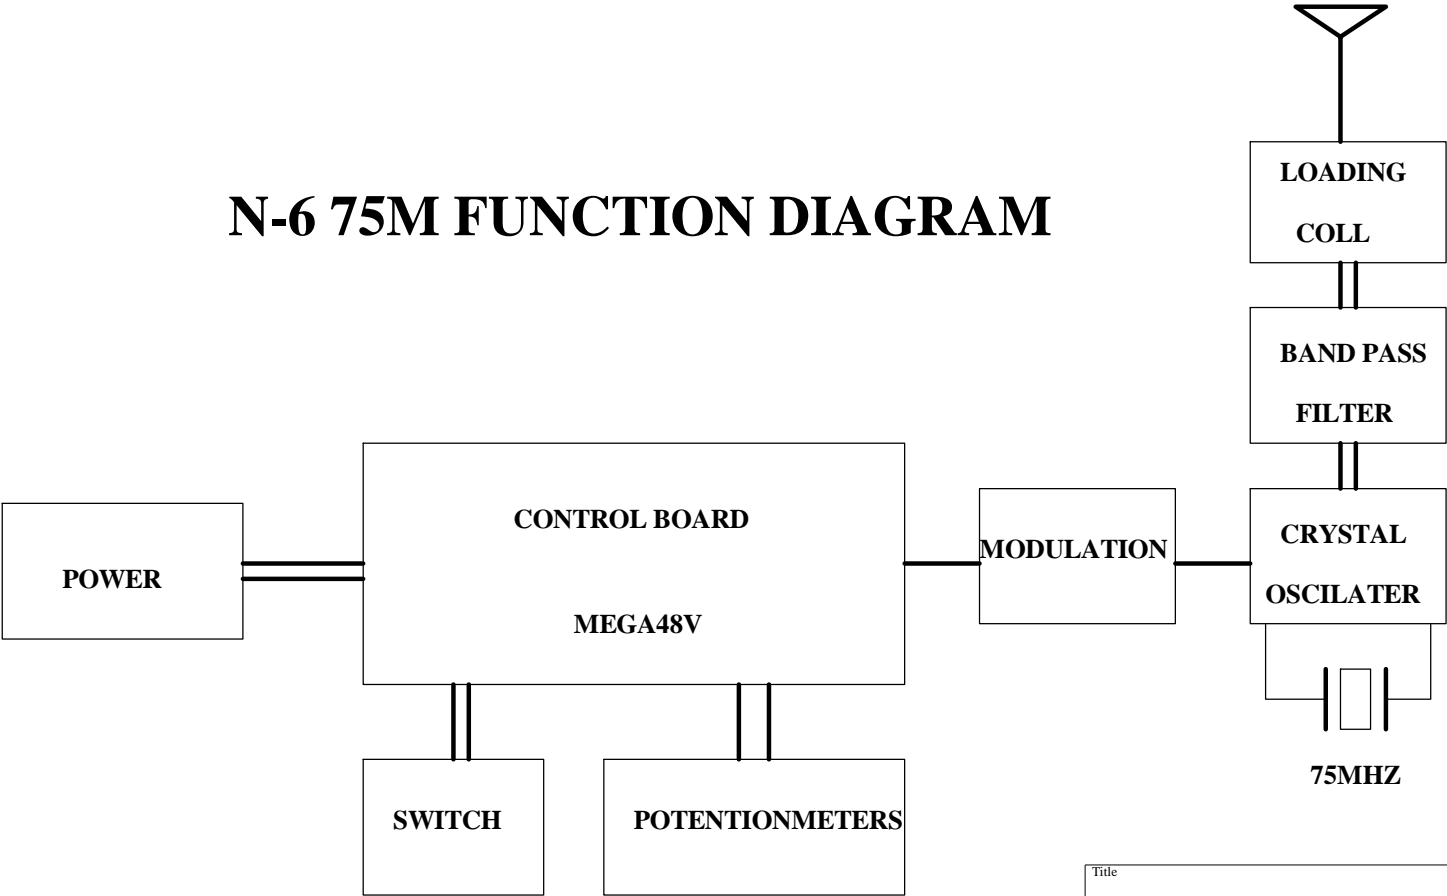 N-6 75M FUNCTION DIAGRAM
LOADING
COLL
BAND PASS
FILTER
CONTROL BOARD
MEGA48V
POWER
MODULATION
CRYSTAL
OSCILATER
75MHZ
SWITCH
POTENTIONMETERS
Title